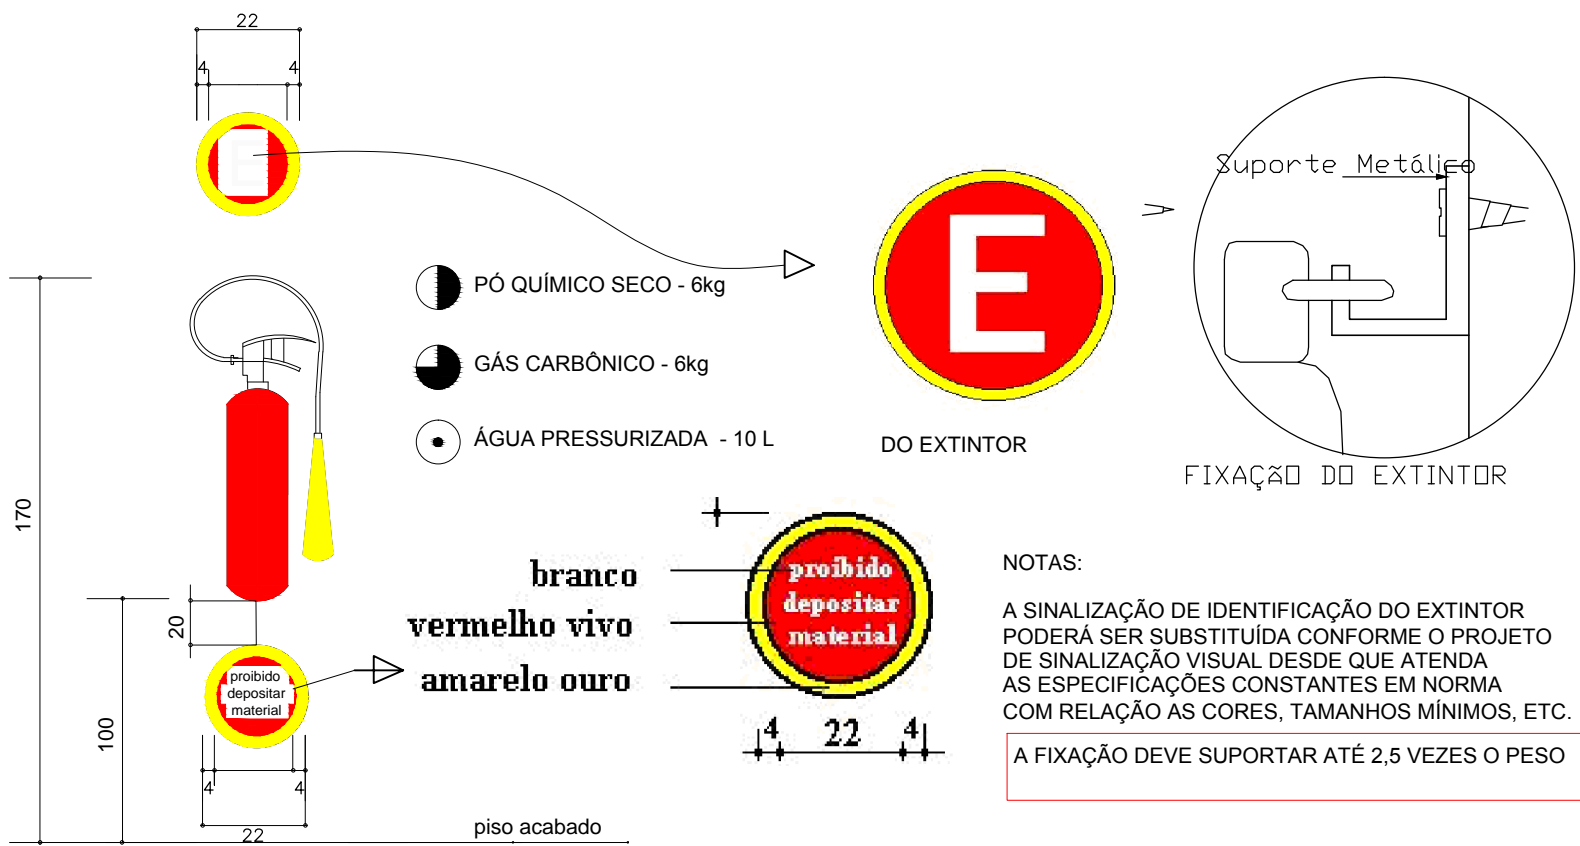 22
4 4
E
Suporte Metálico
E
PÓ QUÍMICO SECO - 6kg
GÁS CARBÔNICO - 6kg
ÁGUA PRESSURIZADA - 10 L
DO EXTINTOR
FIXAÇÃO DO EXTINTOR
170
branco
vermelho vivo
amarelo ouro
proibido
depositar
material
4 22 4
20
proibido
depositar
material
100
4 4
22
piso acabado
NOTAS:
A SINALIZAÇÃO DE IDENTIFICAÇÃO DO EXTINTOR
PODERÁ SER SUBSTITUÍDA CONFORME O PROJETO
DE SINALIZAÇÃO VISUAL DESDE QUE ATENDA
AS ESPECIFICAÇÕES CONSTANTES EM NORMA
COM RELAÇÃO AS CORES, TAMANHOS MÍNIMOS, ETC.
A FIXAÇÃO DEVE SUPORTAR ATÉ 2,5 VEZES O PESO